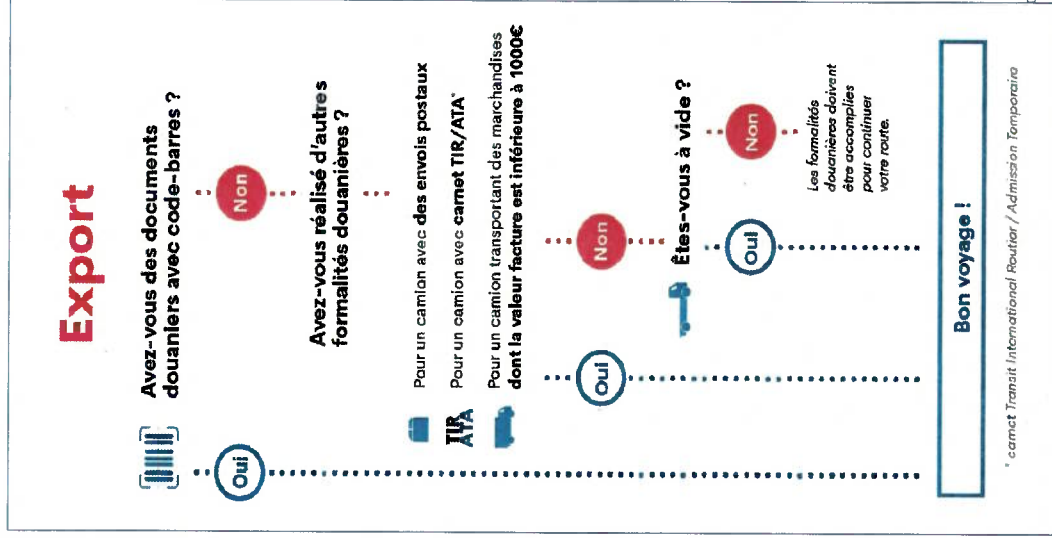 Export
Avez-vous des documents
douaniers avec code-barres ?
Oui
Non
Avez-vous réalisé d'autres
formalités douanières ?
Pour un camion avec des envois postaux
TIR
ATA
Pour un camion avec carnet TIR/ATA*
Pour un camion transportant des marchandises
dont la valeur facture est inférieure à 1000€
Oui
Non
Êtes-vous à vide ?
Oui
Non
Les formalités
douanières doivent
être accomplies
pour continuer
votre route.
Bon voyage !
* carnet Transit International Routier / Admission Temporaire